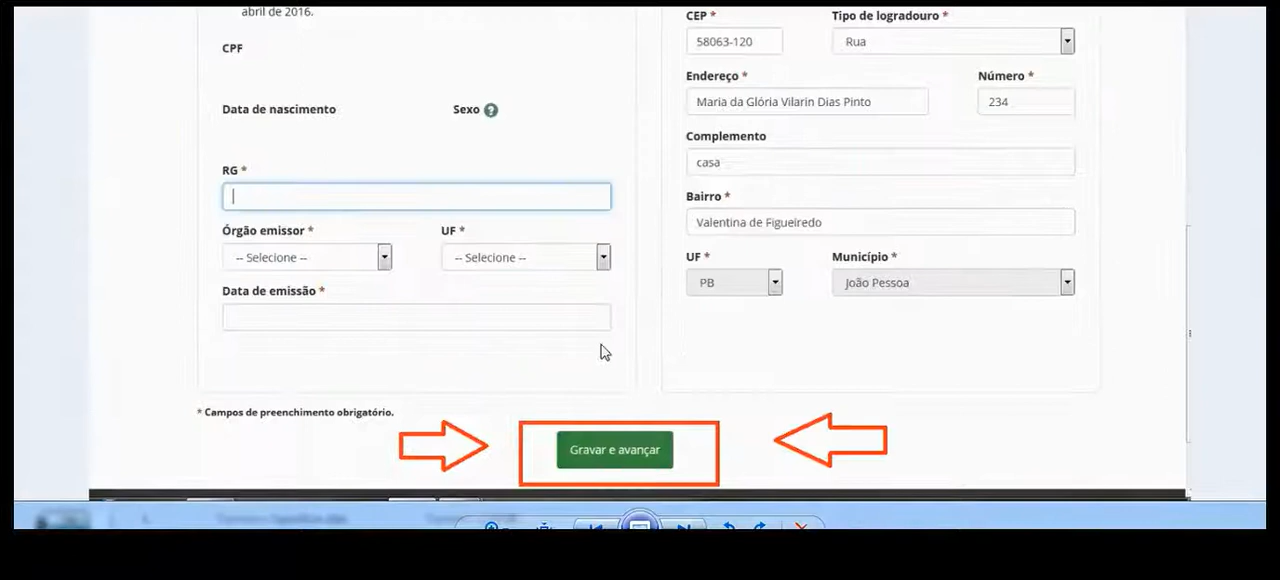 abril de 2016.
CPF
Data de nascimento
Sexo ?
RG *
Órgão emissor *
UF *
-- Selecione --
-- Selecione --
Data de emissão *
CEP *
Tipo de logradouro *
58063-120
Rua
Endereço *
Número *
Maria da Glória Vilarin Dias Pinto
234
Complemento
casa
Bairro *
Valentina de Figueiredo
UF *
Município *
PB
João Pessoa
* Campos de preenchimento obrigatório.
Gravar e avançar